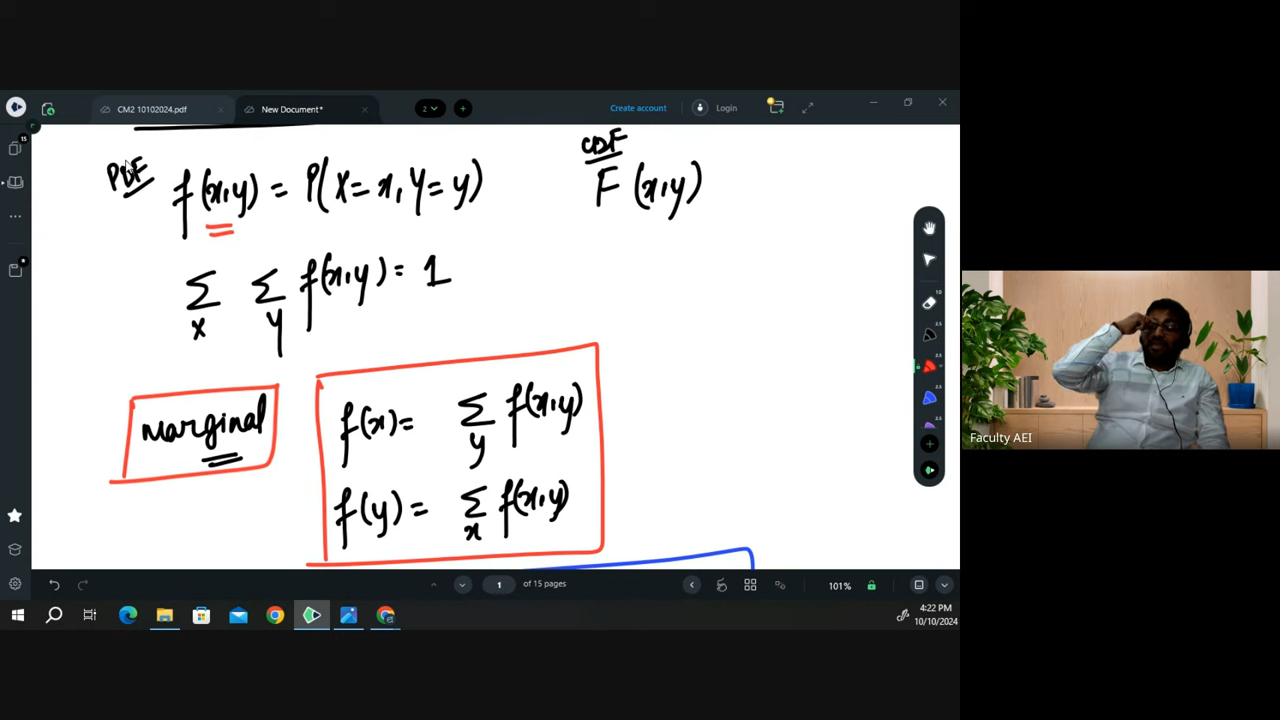 CM2 10102024.pdf
New Document*
2
Create account
Login
PDF
f(x,y) = P(X=x, Y=y)
CDF
F(x,y)
∑x ∑y f(x,y) = 1
marginal
f(x) = ∑y f(x,y)
f(y) = ∑x f(x,y)
Faculty AEI
1 of 15 pages
101%
4:22 PM
10/10/2024